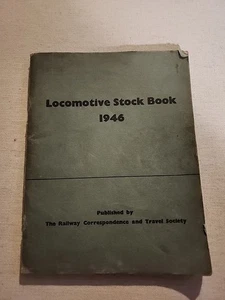 Locomotive Stock Book
1946
Published by
The Railway Correspondence and Travel Society